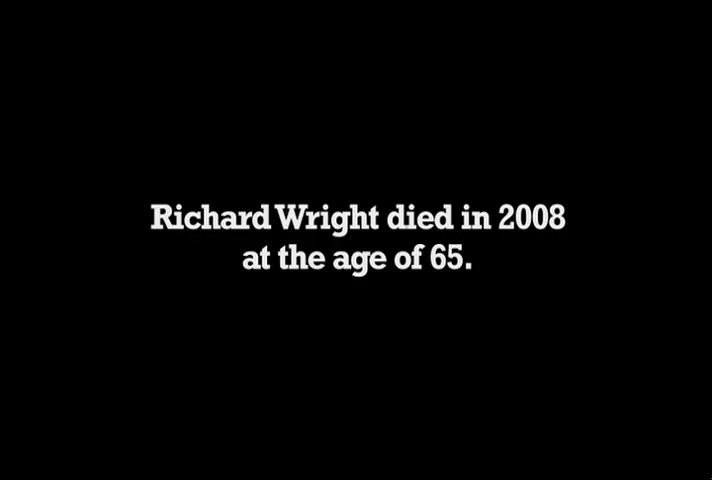 Richard Wright died in 2008
at the age of 65.